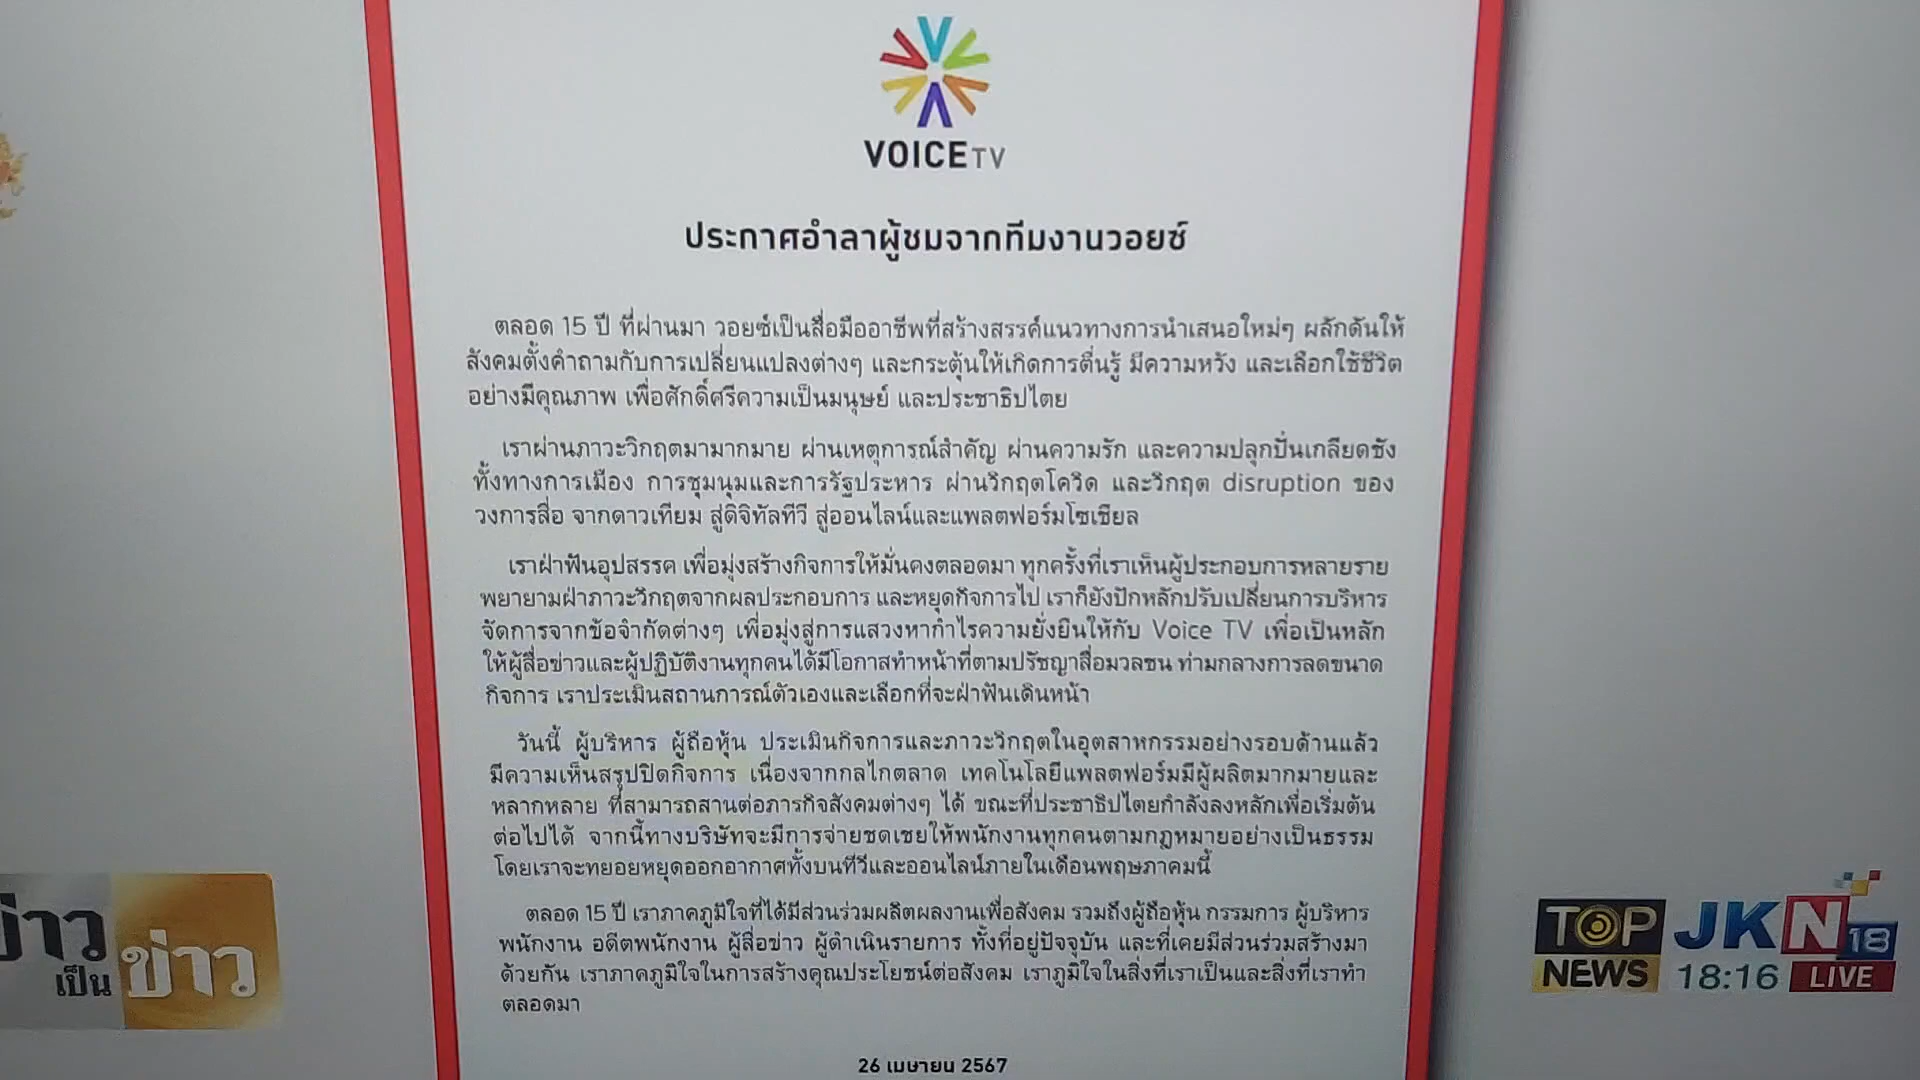 VOICE TV
ประกาศอำลาผู้ชมจากทีมงานวอยซ์
ตลอด 15 ปี ที่ผ่านมา วอยซ์เป็นสื่อมืออาชีพที่สร้างสรรค์แนวทางการนำเสนอใหม่ๆ ผลักดันให้
สังคมตั้งคำถามกับการเปลี่ยนแปลงต่างๆ และกระตุ้นให้เกิดการตื่นรู้ มีความหวัง และเลือกใช้ชีวิต
อย่างมีคุณภาพ เพื่อศักดิ์ศรีความเป็นมนุษย์ และประชาธิปไตย
เราผ่านภาวะวิกฤตมามากมาย ผ่านเหตุการณ์สำคัญ ผ่านความรัก และความปลุกปั่นเกลียดชัง
ทั้งทางการเมือง การชุมนุมและการรัฐประหาร ผ่านวิกฤตโควิด และวิกฤต disruption ของ
วงการสื่อ จากดาวเทียม สู่ดิจิทัลทีวี สู่ออนไลน์และแพลตฟอร์มโซเชียล
เราฝ่าฟันอุปสรรค เพื่อมุ่งสร้างกิจการให้มั่นคงตลอดมา ทุกครั้งที่เราเห็นผู้ประกอบการหลายราย
พยายามฝ่าภาวะวิกฤตจากผลประกอบการ และหยุดกิจการไป เราก็ยังปักหลักปรับเปลี่ยนการบริหาร
จัดการจากข้อจำกัดต่างๆ เพื่อมุ่งสู่การแสวงหากำไรความยั่งยืนให้กับ Voice TV เพื่อเป็นหลัก
ให้ผู้สื่อข่าวและผู้ปฏิบัติงานทุกคนได้มีโอกาสทำหน้าที่ตามปรัชญาสื่อมวลชน ท่ามกลางการลดขนาด
กิจการ เราประเมินสถานการณ์ตัวเองและเลือกที่จะฝ่าฟันเดินหน้า
วันนี้ ผู้บริหาร ผู้ถือหุ้น ประเมินกิจการและภาวะวิกฤตในอุตสาหกรรมอย่างรอบด้านแล้ว
มีความเห็นสรุปปิดกิจการ เนื่องจากกลไกตลาด เทคโนโลยีแพลตฟอร์มมีผู้ผลิตมากมายและ
หลากหลาย ที่สามารถสานต่อภารกิจสังคมต่างๆ ได้ ขณะที่ประชาธิปไตยกำลังลงหลักเพื่อเริ่มต้น
ต่อไปได้ จากนี้ทางบริษัทจะมีการจ่ายชดเชยให้พนักงานทุกคนตามกฎหมายอย่างเป็นธรรม
โดยเราจะทยอยหยุดออกอากาศทั้งบนทีวีและออนไลน์ภายในเดือนพฤษภาคมนี้
ตลอด 15 ปี เราภาคภูมิใจที่ได้มีส่วนร่วมผลิตผลงานเพื่อสังคม รวมถึงผู้ถือหุ้น กรรมการ ผู้บริหาร
พนักงาน อดีตพนักงาน ผู้สื่อข่าว ผู้ดำเนินรายการ ทั้งที่อยู่ปัจจุบัน และที่เคยมีส่วนร่วมสร้างมา
ด้วยกัน เราภาคภูมิใจในการสร้างคุณประโยชน์ต่อสังคม เราภูมิใจในสิ่งที่เราเป็นและสิ่งที่เราทำ
ตลอดมา
26 เมษายน 2567
ข่าว
เป็น ข่าว
TOP JKN 18
NEWS 18:16 LIVE